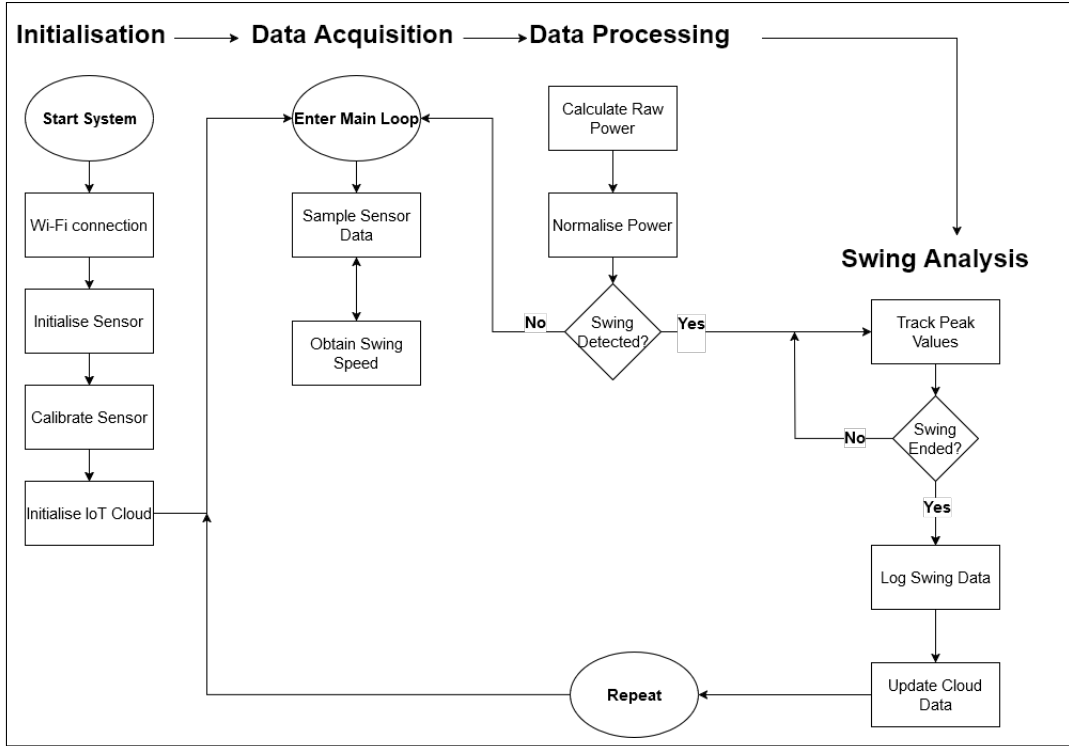 Initialisation
Data Acquisition
Data Processing
Start System
Wi-Fi connection
Initialise Sensor
Calibrate Sensor
Initialise IoT Cloud
Enter Main Loop
Sample Sensor
Data
Obtain Swing
Speed
Calculate Raw
Power
Normalise Power
Swing
Detected?
No
Yes
Swing Analysis
Track Peak
Values
Swing
Ended?
No
Yes
Log Swing Data
Update Cloud
Data
Repeat